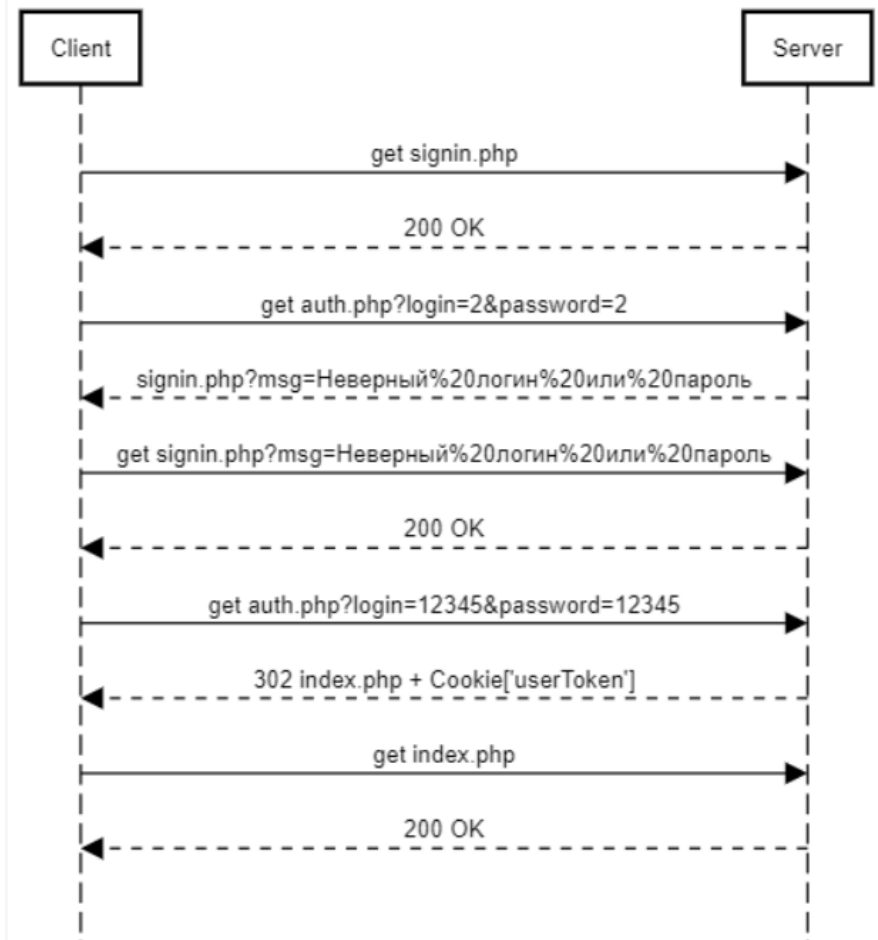 Client
Server
get signin.php
200 OK
get auth.php?login=2&password=2
signin.php?msg=Неверный%20логин%20или%20пароль
get signin.php?msg=Неверный%20логин%20или%20пароль
200 OK
get auth.php?login=12345&password=12345
302 index.php + Cookie['userToken']
get index.php
200 OK